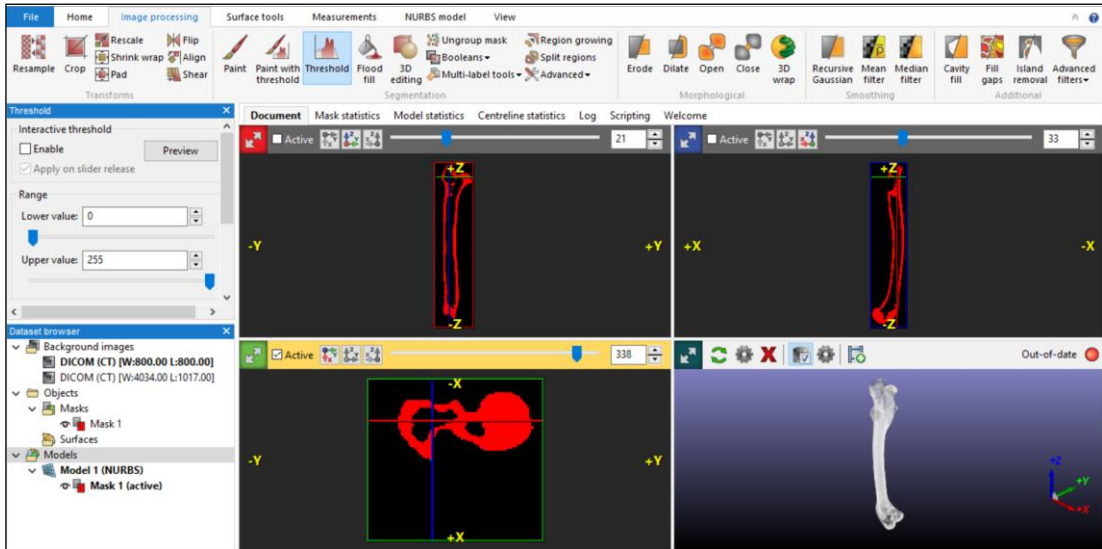 File Home Image processing Surface tools Measurements NURBS model View
Resample Crop Rescale Flip
Shrink wrap Align
Pad Shear
Transforms
Paint Paint with threshold Threshold Flood fill 3D editing
Ungroup mask Region growing
Booleans Split regions
Multi-label tools Advanced
Segmentation
Erode Dilate Open Close 3D wrap
Morphological
Recursive Gaussian Mean filter Median filter
Smoothing
Cavity fill Fill gaps Island removal Advanced filters
Additional
Threshold X
Interactive threshold
Enable Preview
Apply on slider release
Range
Lower value: 0
Upper value: 255
Dataset browser X
Background images
DICOM (CT) [W:800.00 L:800.00]
DICOM (CT) [W:4034.00 L:1017.00]
Objects
Masks
Mask 1
Surfaces
Models
Model 1 (NURBS)
Mask 1 (active)
Document Mask statistics Model statistics Centreline statistics Log Scripting Welcome
Active 21
+Z
-Y +Y
-Z
Active 33
+Z
+X -X
-Z
Active 338
-X
-Y +Y
+X
Out-of-date
+Z
+Y
+X